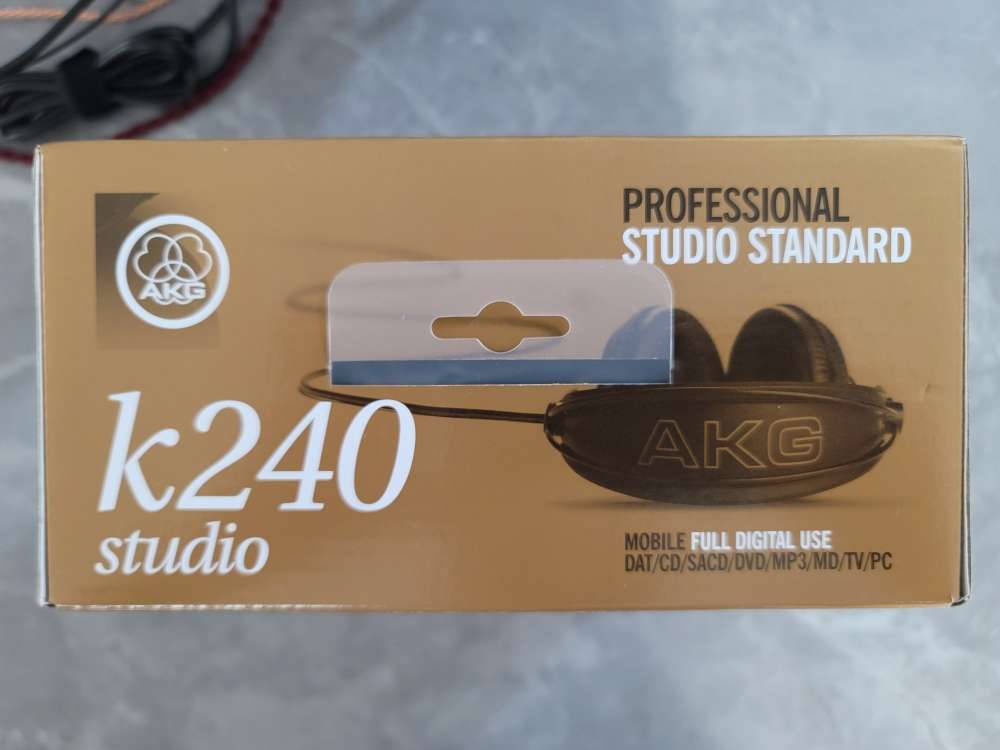 AKG
PROFESSIONAL
STUDIO STANDARD
AKG
k240
studio
MOBILE FULL DIGITAL USE
DAT/CD/SACD/DVD/MP3/MD/TV/PC